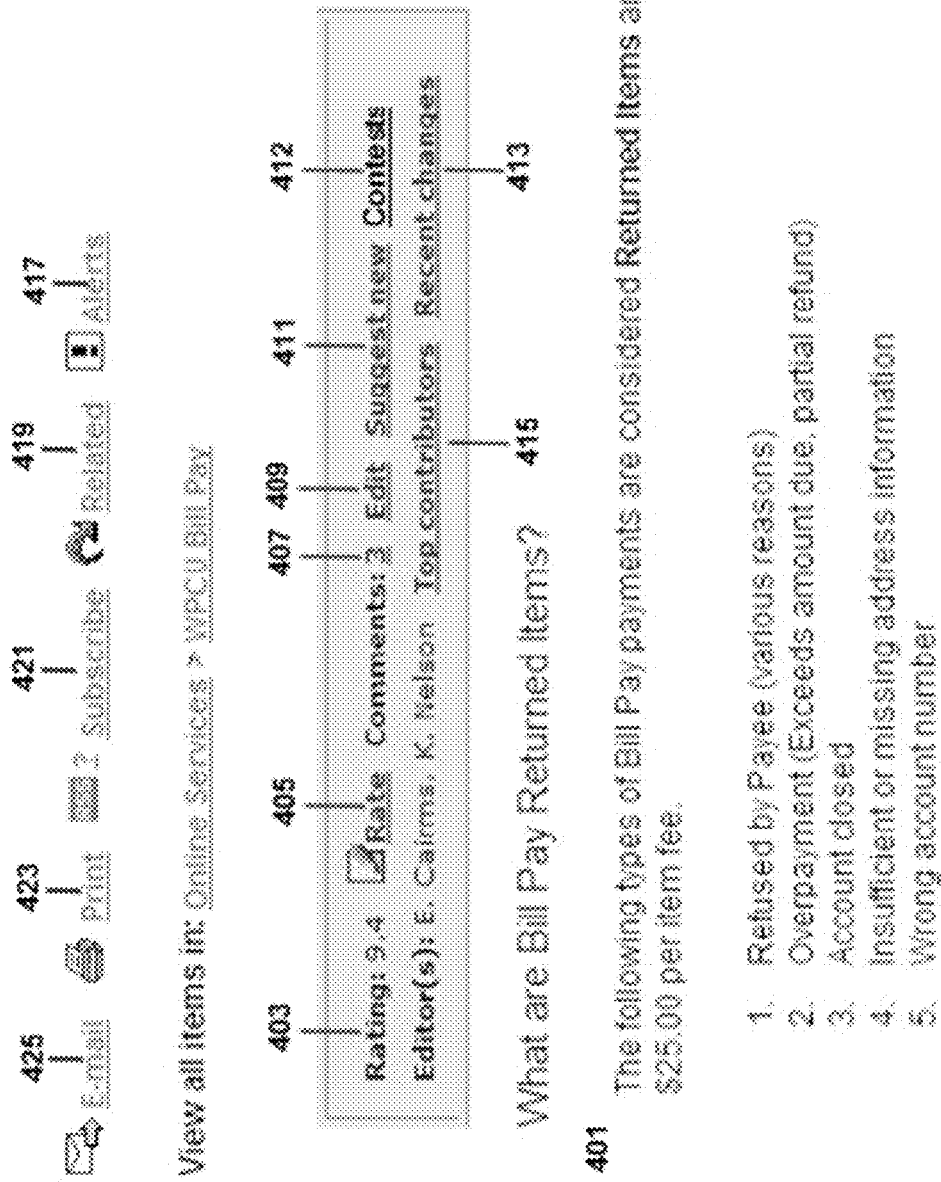 425 423 421 419 417
E-mail Print ? Subscribe Related Alerts
View all items in: Online Services > WPCU Bill Pay
403 405 407 409 411 412
Rating: 9.4 Rate Comments: 3 Edit Suggest new Contests
Editor(s): E. Cairns, K. Nelson Top contributors Recent changes
415 413
What are Bill Pay Returned Items?
401
The following types of Bill Pay payments are considered Returned Items
$25.00 per item fee.
1. Refused by Payee (various reasons)
2. Overpayment (Exceeds amount due, partial refund)
3. Account closed
4. Insufficient or missing address information
5. Wrong account number